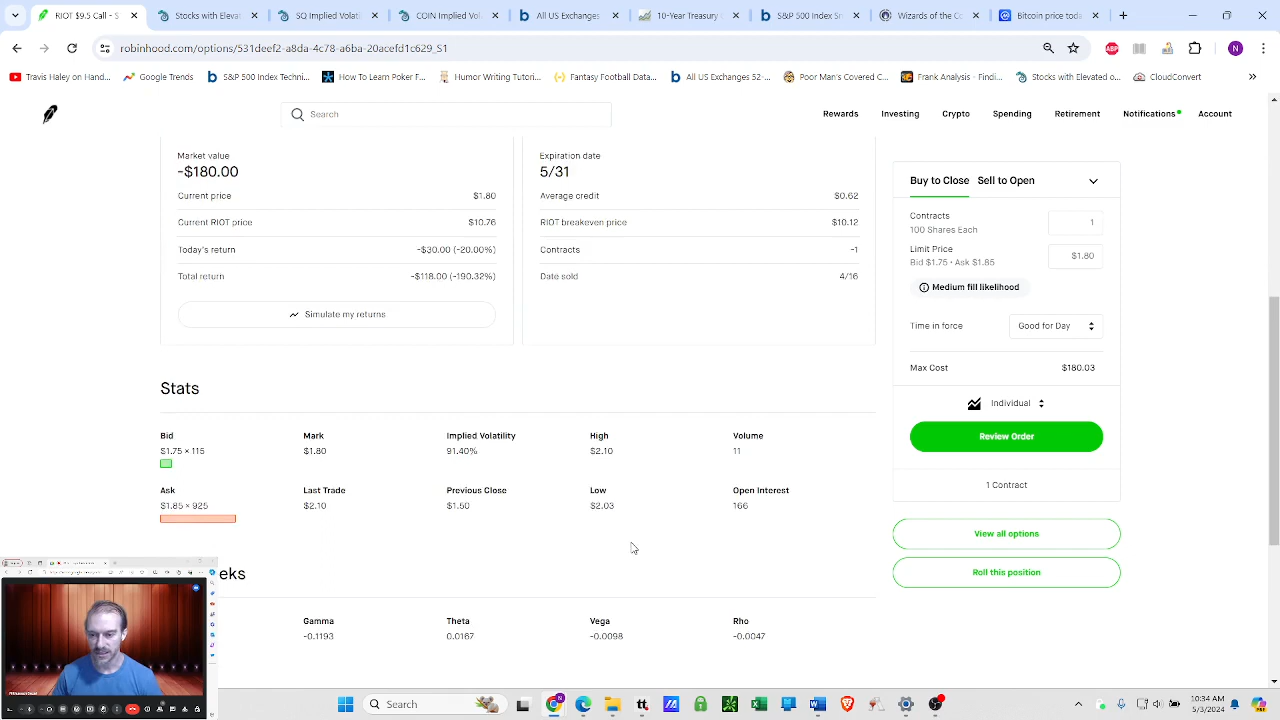 RIOT $9.5 Call -
COIN Implied
All US Exchanges
10-Year Treasury
S&P 500 Index S
Wizards of the C
robinhood.com/options/531deef2-a8da-4c78-a6ba-20acefd1c629_S1
ABP
N
Travis Haley on Hand...
Google Trends
S&P 500 Index Techni...
How To Learn Poker F...
Humor Writing Tutori...
Fantasy Football Data...
All US Exchanges 52-...
Poor Man's Covered C...
Frank Analysis - Findi...
Stocks with Elevated o...
CloudConvert
Search
Rewards
Investing
Crypto
Spending
Retirement
Notifications
Account
Market value
-$180.00
Current price $1.80
Current RIOT price $10.76
Today's return -$30.00 (-20.00%)
Total return -$118.00 (-190.32%)
Simulate my returns
Expiration date
5/31
Average credit $0.62
RIOT breakeven price $10.12
Contracts -1
Date sold 4/16
Buy to Close Sell to Open
Contracts 1
100 Shares Each
Limit Price $1.80
Bid $1.75 • Ask $1.85
Medium fill likelihood
Time in force Good for Day
Max Cost $180.03
Individual
Review Order
1 Contract
View all options
Roll this position
Stats
Bid Mark Implied Volatility High Volume
$1.75 × 115 $1.80 91.40% $2.10 11
Ask Last Trade Previous Close Low Open Interest
$1.85 × 925 $2.10 $1.50 $2.03 166
eks
Gamma Theta Vega Rho
-0.1193 0.0167 -0.0098 -0.0047
Search
10:34 AM
5/3/2024